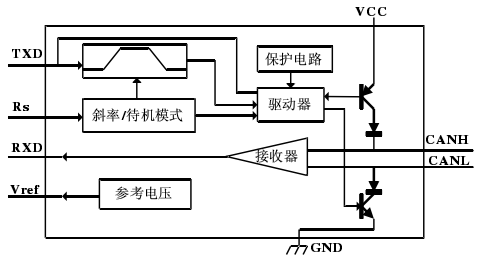 VCC
TXD
保护电路
Rs
斜率/待机模式
驱动器
CANH
RXD
接收器
CANL
Vref
参考电压
GND